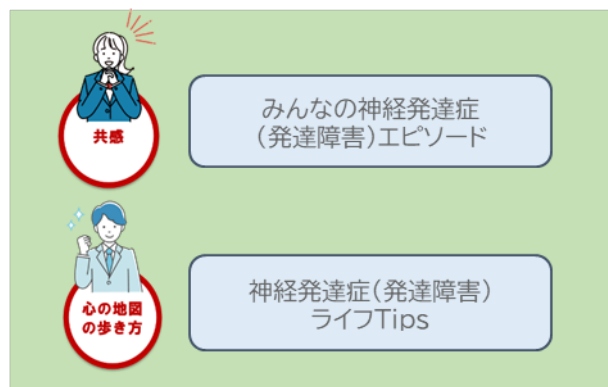 共感
みんなの神経発達症
(発達障害)エピソード
心の地図
の歩き方
神経発達症(発達障害)
ライフTips